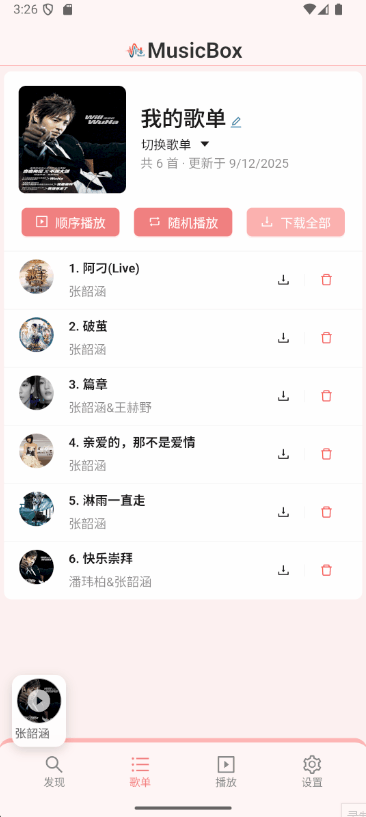 3:26
MusicBox
我的歌单
切换歌单
共 6 首 · 更新于 9/12/2025
顺序播放
随机播放
下载全部
1. 阿刁(Live)
张韶涵
2. 破茧
张韶涵
3. 篇章
张韶涵&王赫野
4. 亲爱的，那不是爱情
张韶涵
5. 淋雨一直走
张韶涵
6. 快乐崇拜
潘玮柏&张韶涵
张韶涵
发现
歌单
播放
设置